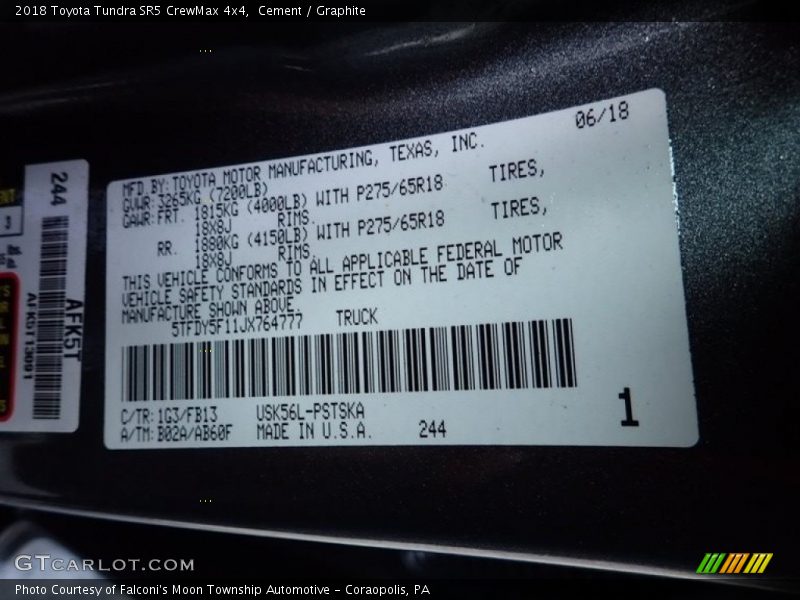 2018 Toyota Tundra SR5 CrewMax 4x4,  Cement / Graphite
06/18
MFD. BY: TOYOTA MOTOR MANUFACTURING, TEXAS, INC.
GVWR: 3265KG (7200LB)
GAWR: FRT. 1815KG (4000LB) WITH P275/65R18 TIRES,
18X8J RIMS.
RR. 1880KG (4150LB) WITH P275/65R18 TIRES,
18X8J RIMS.
THIS VEHICLE CONFORMS TO ALL APPLICABLE FEDERAL MOTOR
VEHICLE SAFETY STANDARDS IN EFFECT ON THE DATE OF
MANUFACTURE SHOWN ABOVE.
5TFDY5F11JX764777 TRUCK
C/TR: 1G3/FB13 USK56L-PSTSKA
A/TM: B02A/AB60F MADE IN U.S.A. 244
1
244
AFK5T
AFK5T13091
3
GTCARLOT.COM
Photo Courtesy of Falconi's Moon Township Automotive - Coraopolis, PA